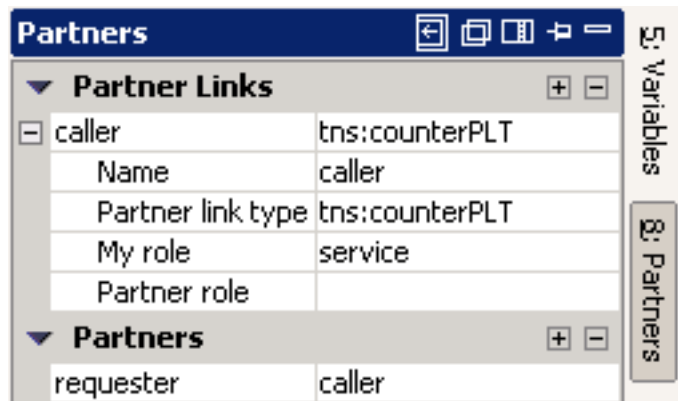 Partners
Partner Links
caller tns:counterPLT
Name caller
Partner link type tns:counterPLT
My role service
Partner role
Partners
requester caller
5: Variables
8: Partners